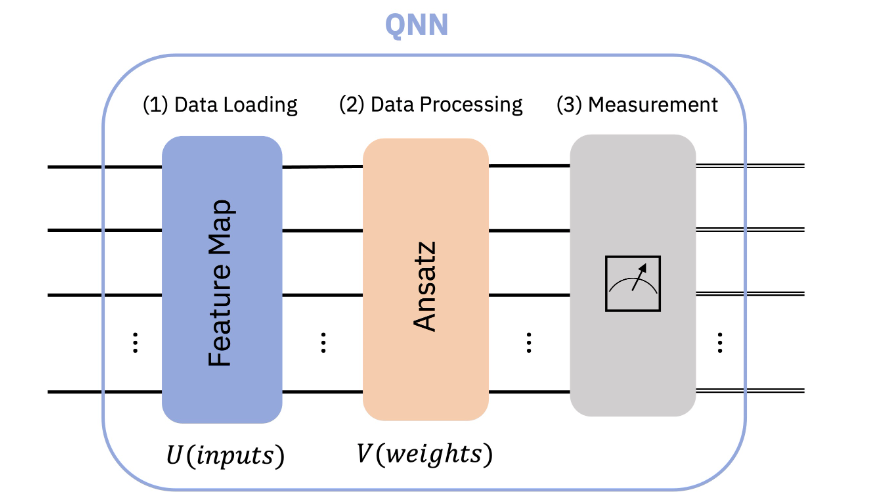 QNN
(1) Data Loading
(2) Data Processing
(3) Measurement
Feature Map
Ansatz
U(inputs)
V(weights)